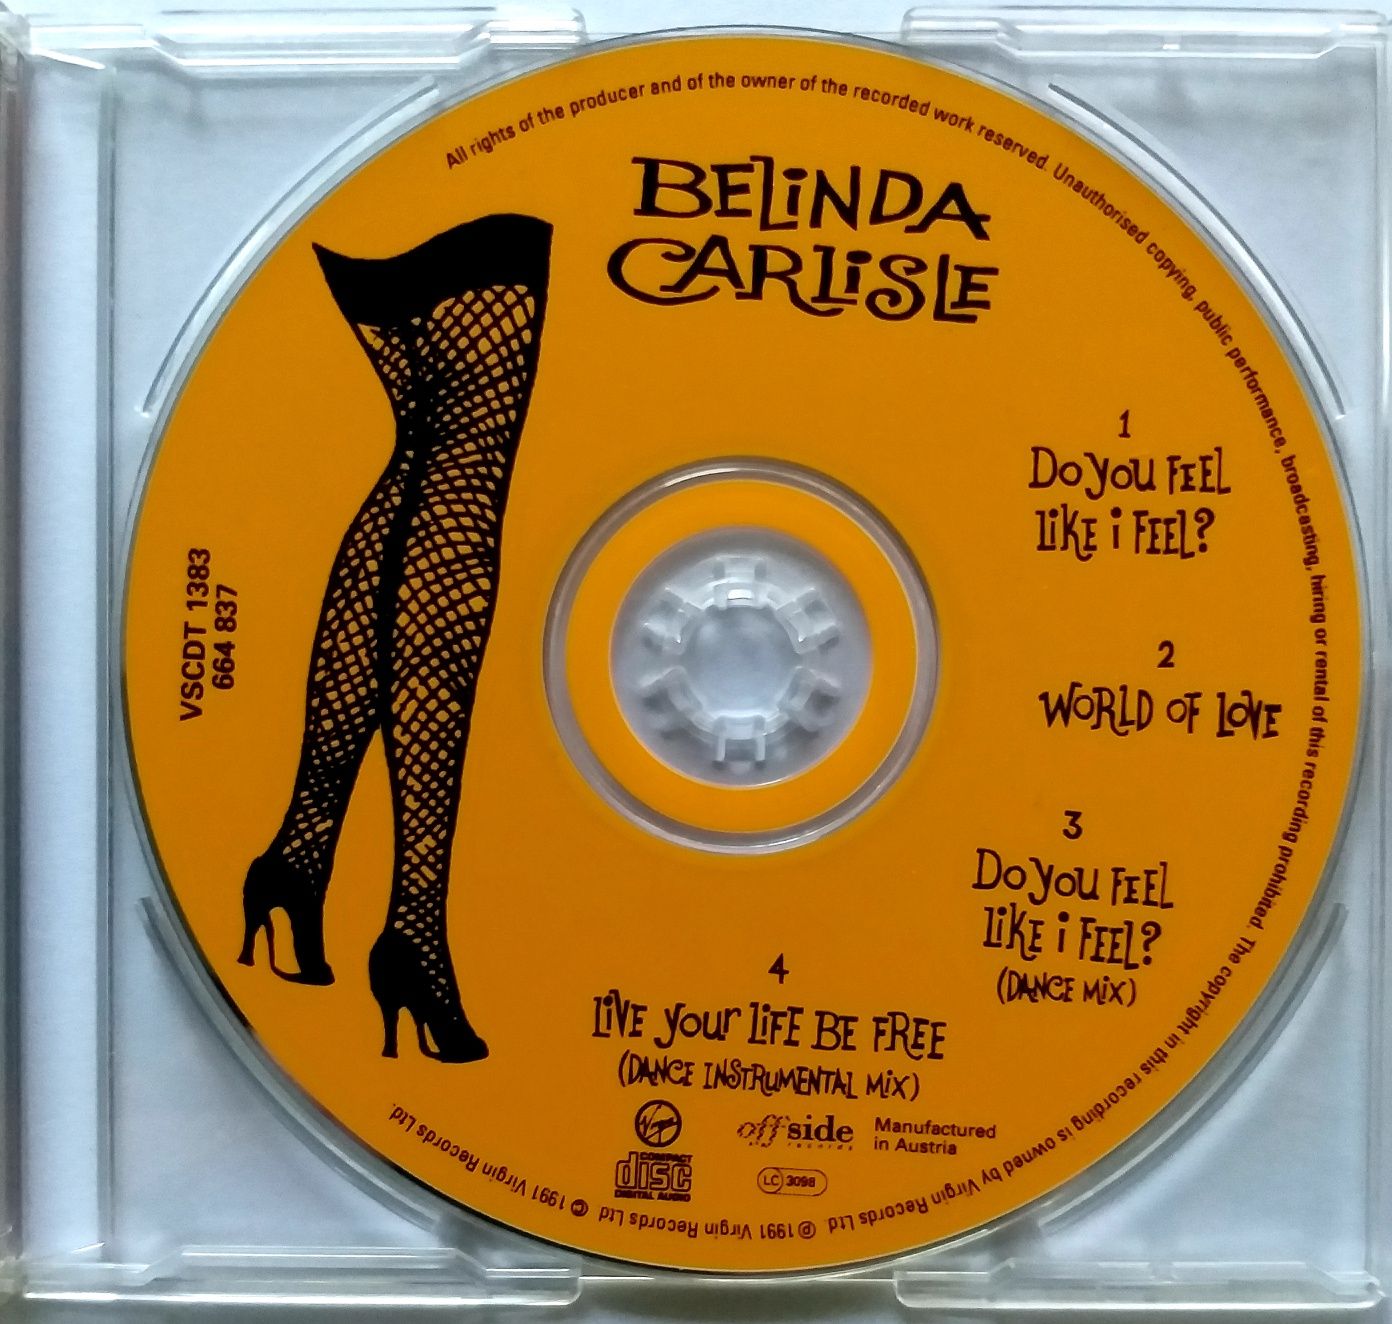 All rights of the producer and of the owner of the recorded work reserved. Unauthorised copying, public performance, broadcasting, hiring or rental of this recording prohibited. The copyright in this recording is owned by Virgin Records Ltd. ℗ 1991 Virgin Records Ltd © 1991 Virgin Records Ltd.
BELiNDA
CARLiSLE
VSCDT 1383
664 837
1
Do you FEEL
LiKE i FEEL?
2
WORLD OF LOVE
3
Do you FEEL
LiKE i FEEL?
(DANCE MiX)
4
LiVE your LiFE BE FREE
(DANCE INSTRUMENTAL MiX)
Virgin
off side
records
Manufactured
in Austria
COMPACT
disc
DIGITAL AUDIO
LC 3098